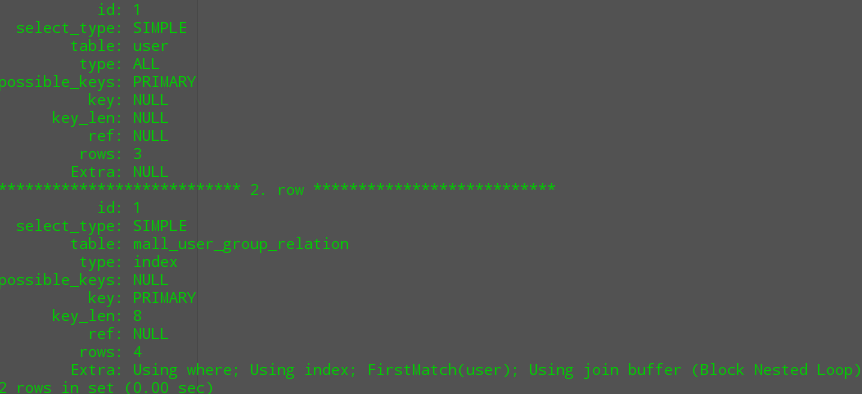 id: 1
select_type: SIMPLE
table: user
type: ALL
possible_keys: PRIMARY
key: NULL
key_len: NULL
ref: NULL
rows: 3
Extra: NULL
*************************** 2. row ***************************
id: 1
select_type: SIMPLE
table: mall_user_group_relation
type: index
possible_keys: NULL
key: PRIMARY
key_len: 8
ref: NULL
rows: 4
Extra: Using where; Using index; FirstMatch(user); Using join buffer (Block Nested Loop)
2 rows in set (0.00 sec)